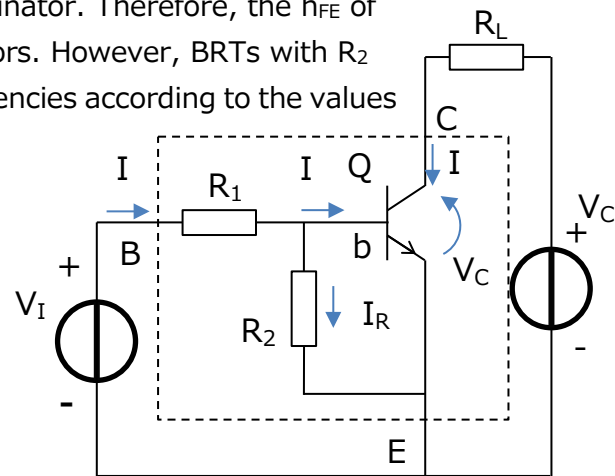 inator. Therefore, the hFE of
ors. However, BRTs with R2
encies according to the values
RL
C
I
I
I
Q
R1
B
b
VC
VC
+
-
+
VI
-
R2
IR
E